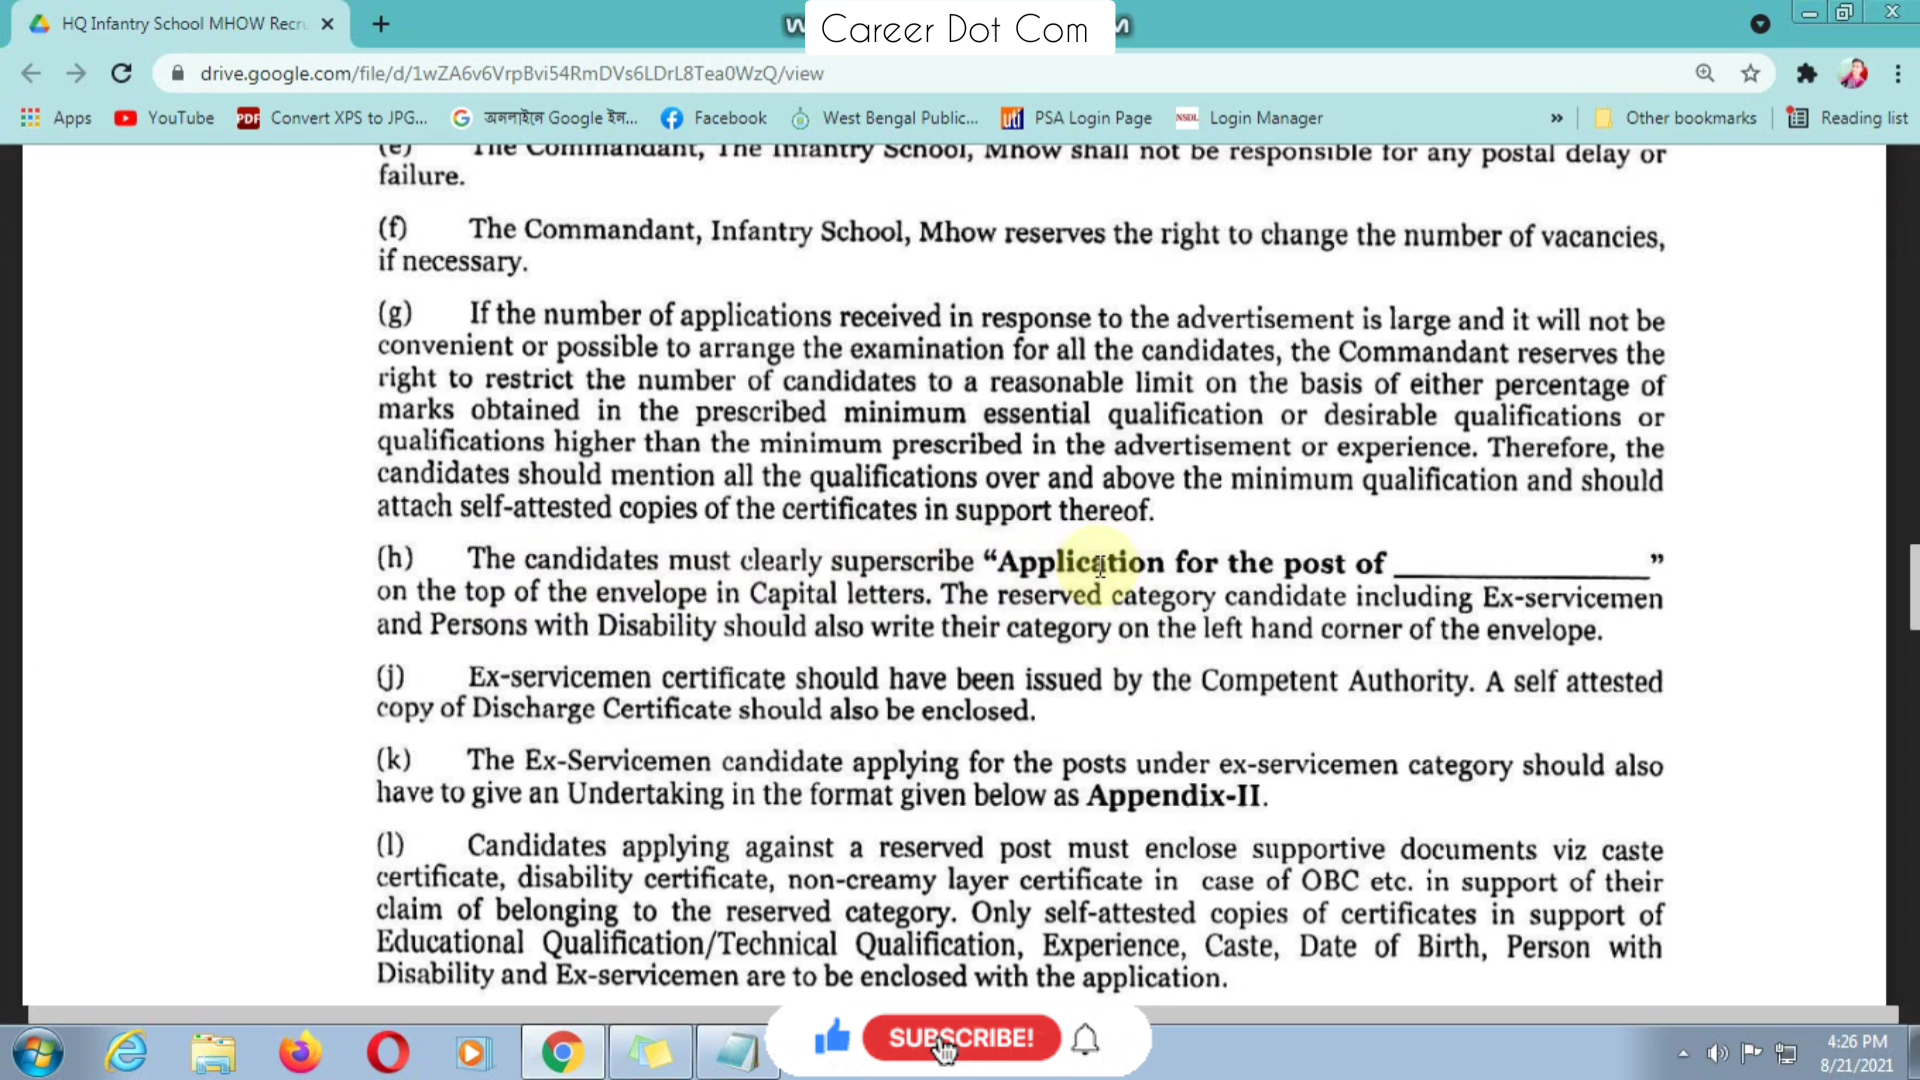 HQ Infantry School MHOW Recru
Career Dot Com
drive.google.com/file/d/1wZA6v6VrpBvi54RmDVs6LDrL8Tea0WzQ/view
Apps
YouTube
PDF
Convert XPS to JPG...
অনলাইনে Google ইন...
Facebook
West Bengal Public...
uti
PSA Login Page
NSDL
Login Manager
»
Other bookmarks
Reading list
(e) The Commandant, The Infantry School, Mhow shall not be responsible for any postal delay or
failure.
(f) The Commandant, Infantry School, Mhow reserves the right to change the number of vacancies,
if necessary.
(g) If the number of applications received in response to the advertisement is large and it will not be
convenient or possible to arrange the examination for all the candidates, the Commandant reserves the
right to restrict the number of candidates to a reasonable limit on the basis of either percentage of
marks obtained in the prescribed minimum essential qualification or desirable qualifications or
qualifications higher than the minimum prescribed in the advertisement or experience. Therefore, the
candidates should mention all the qualifications over and above the minimum qualification and should
attach self-attested copies of the certificates in support thereof.
(h) The candidates must clearly superscribe “Application for the post of ________________”
on the top of the envelope in Capital letters. The reserved category candidate including Ex-servicemen
and Persons with Disability should also write their category on the left hand corner of the envelope.
(j) Ex-servicemen certificate should have been issued by the Competent Authority. A self attested
copy of Discharge Certificate should also be enclosed.
(k) The Ex-Servicemen candidate applying for the posts under ex-servicemen category should also
have to give an Undertaking in the format given below as Appendix-II.
(l) Candidates applying against a reserved post must enclose supportive documents viz caste
certificate, disability certificate, non-creamy layer certificate in case of OBC etc. in support of their
claim of belonging to the reserved category. Only self-attested copies of certificates in support of
Educational Qualification/Technical Qualification, Experience, Caste, Date of Birth, Person with
Disability and Ex-servicemen are to be enclosed with the application.
SUBSCRIBE!
4:26 PM
8/21/2021